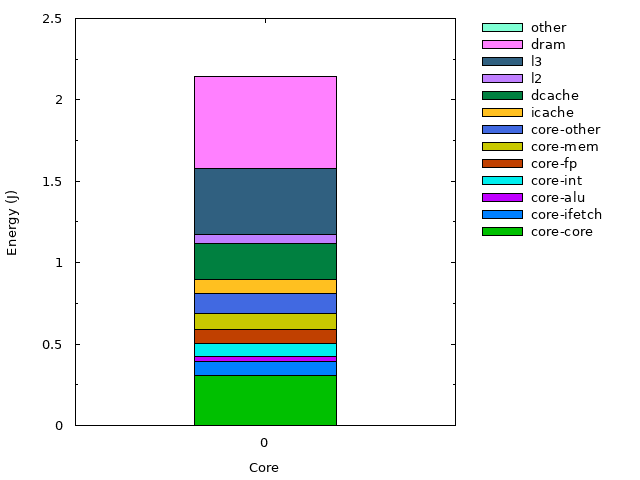 2.5
2
1.5
1
0.5
0
Energy (J)
0
Core
other
dram
l3
l2
dcache
icache
core-other
core-mem
core-fp
core-int
core-alu
core-ifetch
core-core